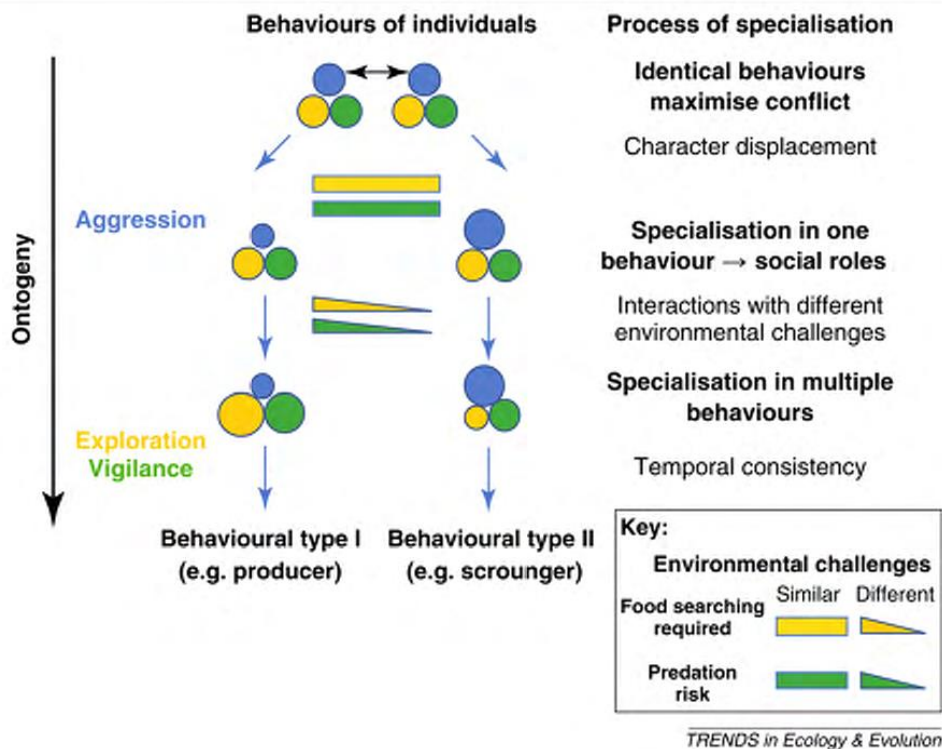 Behaviours of individuals
Process of specialisation
Identical behaviours
maximise conflict
Character displacement
Aggression
Specialisation in one
behaviour → social roles
Ontogeny
Interactions with different
environmental challenges
Specialisation in multiple
behaviours
Exploration
Vigilance
Temporal consistency
Behavioural type I
(e.g. producer)
Behavioural type II
(e.g. scrounger)
Key:
Environmental challenges
Similar
Different
Food searching
required
Predation
risk
TRENDS in Ecology & Evolution